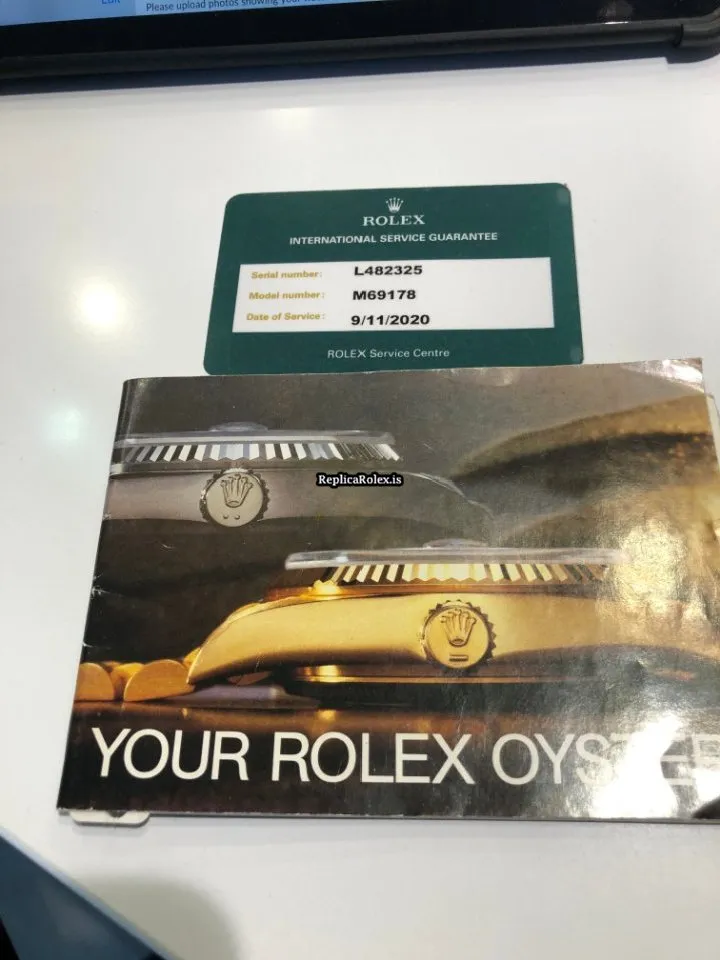 Please upload photos showing your
ROLEX
INTERNATIONAL SERVICE GUARANTEE
Serial number: L482325
Model number: M69178
Date of Service: 9/11/2020
ROLEX Service Centre
ReplicaRolex.is
YOUR ROLEX OYSTER